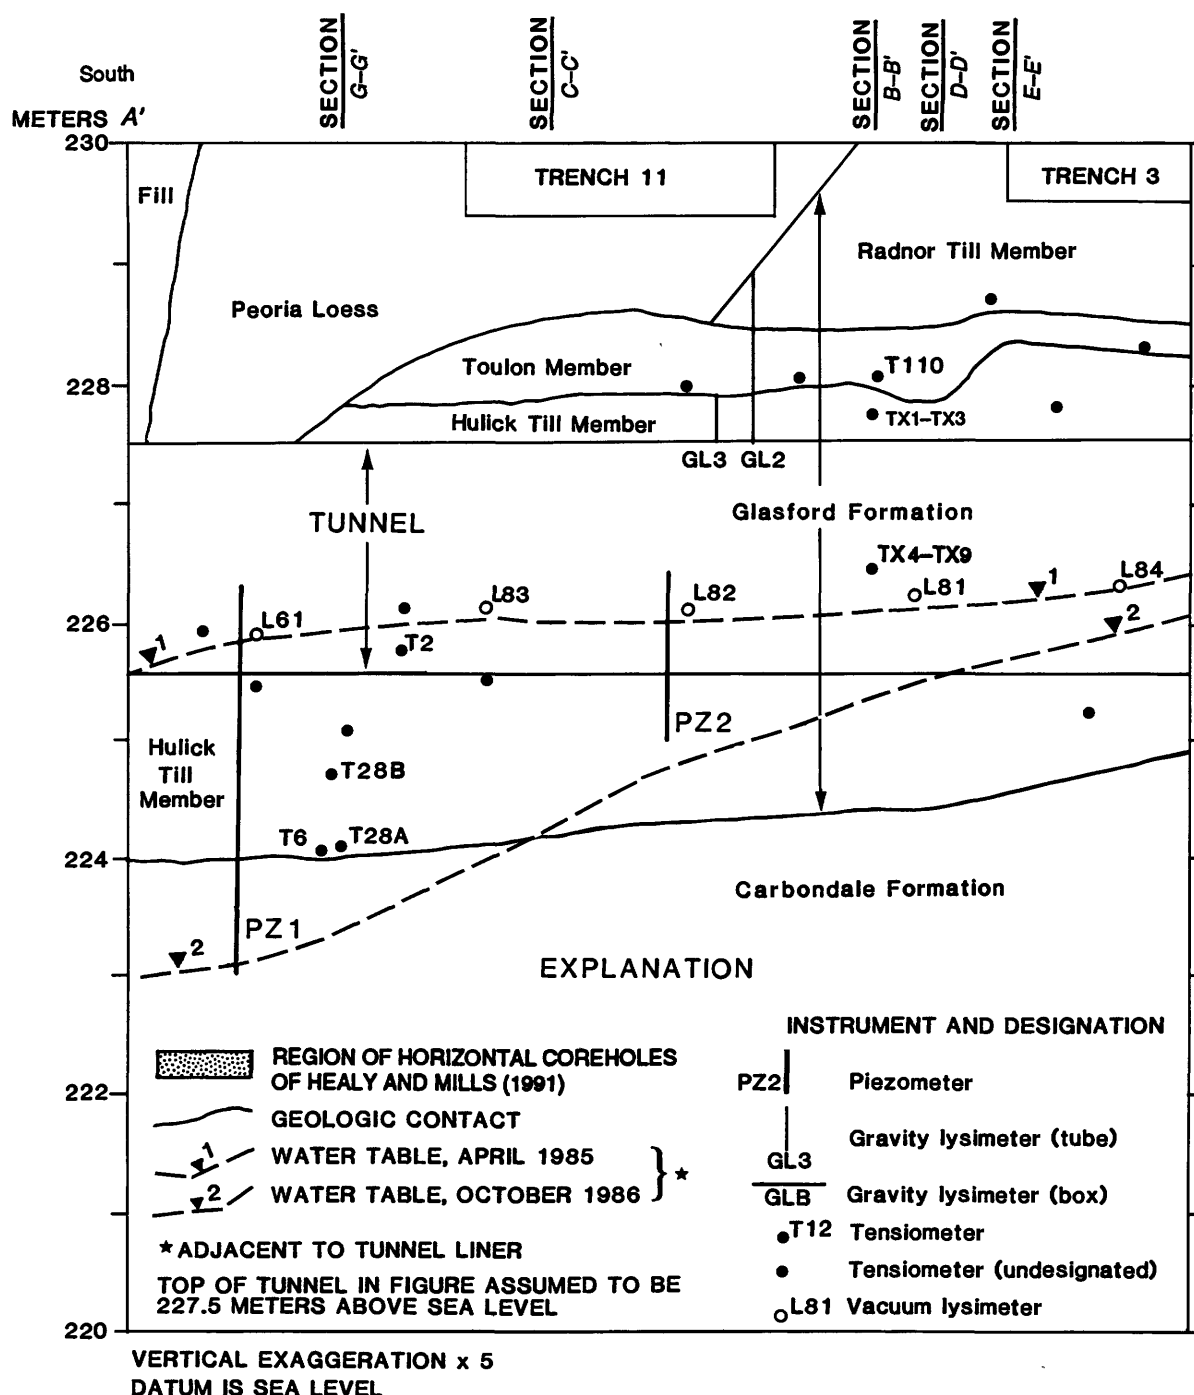 SECTION
G–G'
SECTION
C–C'
SECTION
B–B'
SECTION
D–D'
SECTION
E–E'
South
METERS A'
230
228
226
224
222
220
Fill
TRENCH 11
TRENCH 3
Radnor Till Member
Peoria Loess
Toulon Member
T110
Hulick Till Member
TX1–TX3
GL3 GL2
TUNNEL
Glasford Formation
TX4–TX9
L61
L83
L82
L81
L84
1
1
2
T2
PZ2
Hulick
Till
Member
T28B
T6
T28A
PZ1
2
Carbondale Formation
EXPLANATION
REGION OF HORIZONTAL COREHOLES
OF HEALY AND MILLS (1991)
GEOLOGIC CONTACT
1 WATER TABLE, APRIL 1985
2 WATER TABLE, OCTOBER 1986
} ★
★ADJACENT TO TUNNEL LINER
TOP OF TUNNEL IN FIGURE ASSUMED TO BE
227.5 METERS ABOVE SEA LEVEL
INSTRUMENT AND DESIGNATION
PZ2 Piezometer
Gravity lysimeter (tube)
GL3
GLB Gravity lysimeter (box)
T12 Tensiometer
Tensiometer (undesignated)
L81 Vacuum lysimeter
VERTICAL EXAGGERATION x 5
DATUM IS SEA LEVEL